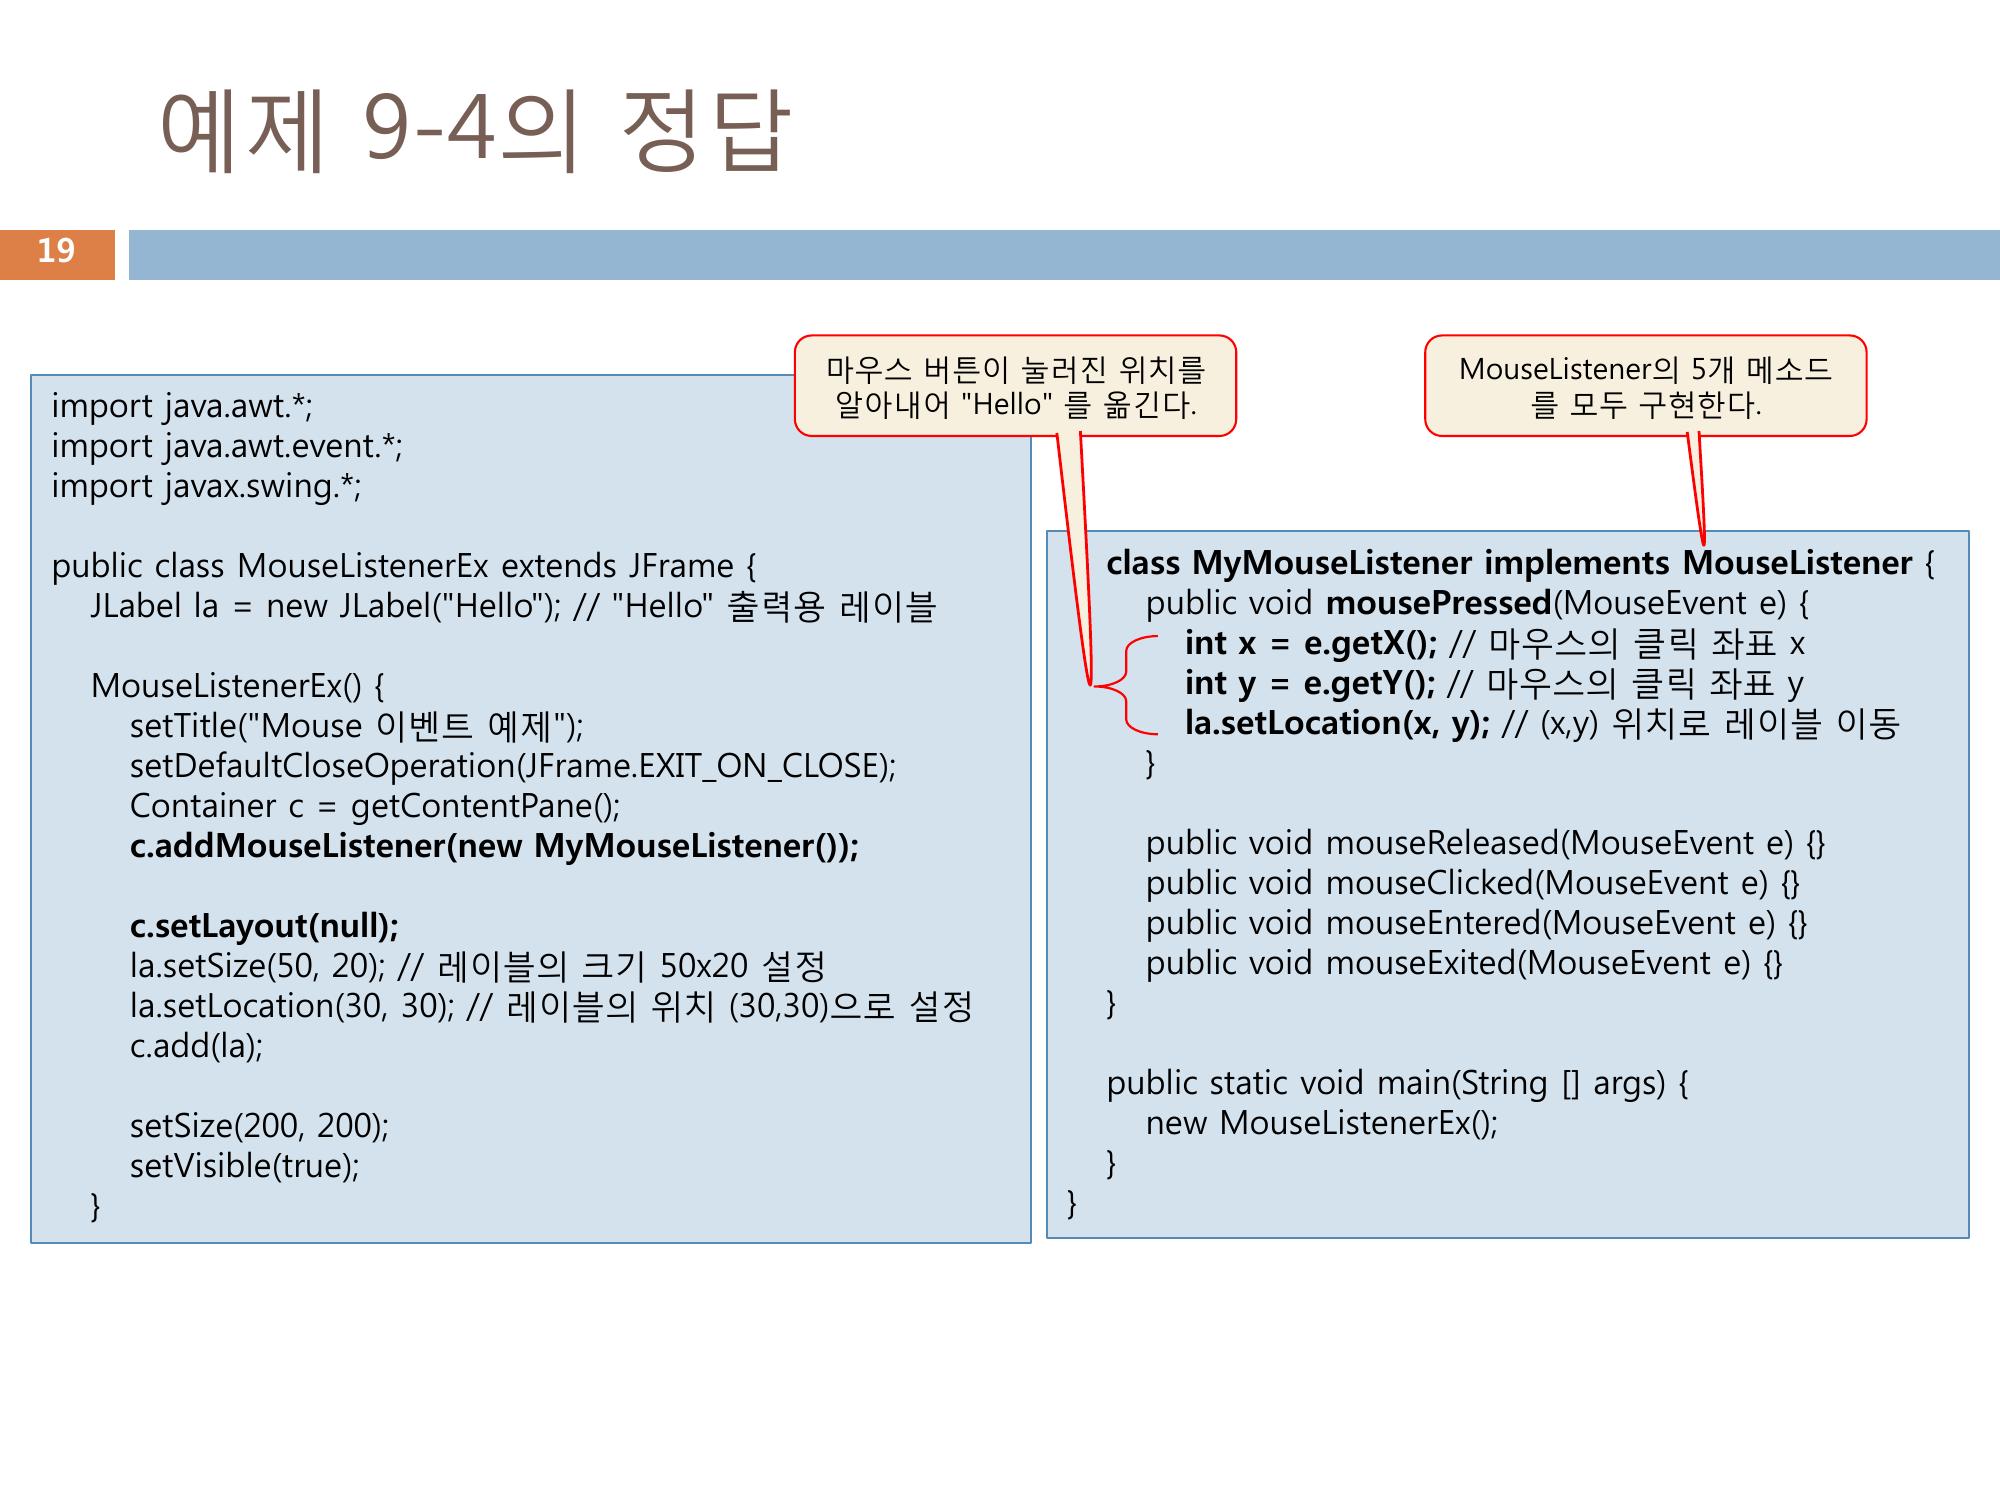 예제 9-4의 정답
19
마우스 버튼이 눌러진 위치를
알아내어 "Hello" 를 옮긴다.
MouseListener의 5개 메소드
를 모두 구현한다.
import java.awt.*;
import java.awt.event.*;
import javax.swing.*;
public class MouseListenerEx extends JFrame {
JLabel la = new JLabel("Hello"); // "Hello" 출력용 레이블
MouseListenerEx() {
setTitle("Mouse 이벤트 예제");
setDefaultCloseOperation(JFrame.EXIT_ON_CLOSE);
Container c = getContentPane();
c.addMouseListener(new MyMouseListener());
c.setLayout(null);
la.setSize(50, 20); // 레이블의 크기 50x20 설정
la.setLocation(30, 30); // 레이블의 위치 (30,30)으로 설정
c.add(la);
setSize(200, 200);
setVisible(true);
}
class MyMouseListener implements MouseListener {
public void mousePressed(MouseEvent e) {
int x = e.getX(); // 마우스의 클릭 좌표 x
int y = e.getY(); // 마우스의 클릭 좌표 y
la.setLocation(x, y); // (x,y) 위치로 레이블 이동
}
public void mouseReleased(MouseEvent e) {}
public void mouseClicked(MouseEvent e) {}
public void mouseEntered(MouseEvent e) {}
public void mouseExited(MouseEvent e) {}
}
public static void main(String [] args) {
new MouseListenerEx();
}
}